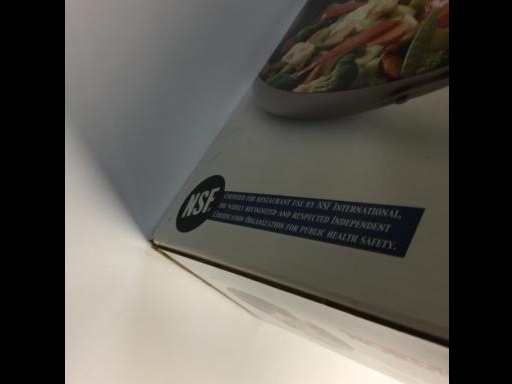 NSF
CERTIFIED FOR RESTAURANT USE BY NSF INTERNATIONAL,
THE WIDELY RECOGNIZED AND RESPECTED INDEPENDENT
CERTIFICATION ORGANIZATION FOR PUBLIC HEALTH SAFETY.